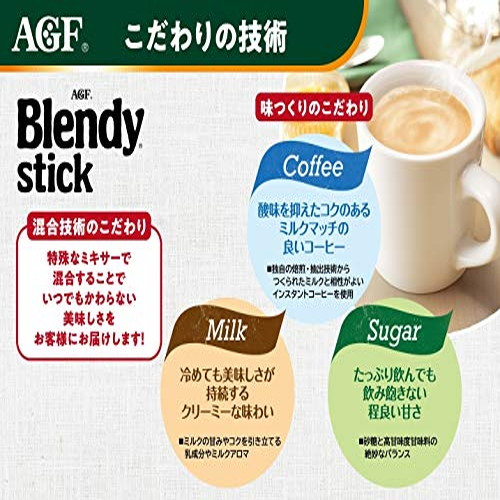 AGF® こだわりの技術
AGF
Blendy®
stick
混合技術のこだわり
特殊なミキサーで
混合することで
いつでもかわらない
美味しさを
お客様にお届けします!
味つくりのこだわり
Coffee
酸味を抑えたコクのある
ミルクマッチの
良いコーヒー
■独自の焙煎・抽出技術から
つくられたミルクと相性がよい
インスタントコーヒーを使用
Milk
冷めても美味しさが
持続する
クリーミーな味わい
■ミルクの甘みやコクを引き立てる
乳成分やミルクアロマ
Sugar
たっぷり飲んでも
飲み飽きない
程良い甘さ
■砂糖と高甘味度甘味料の
絶妙なバランス